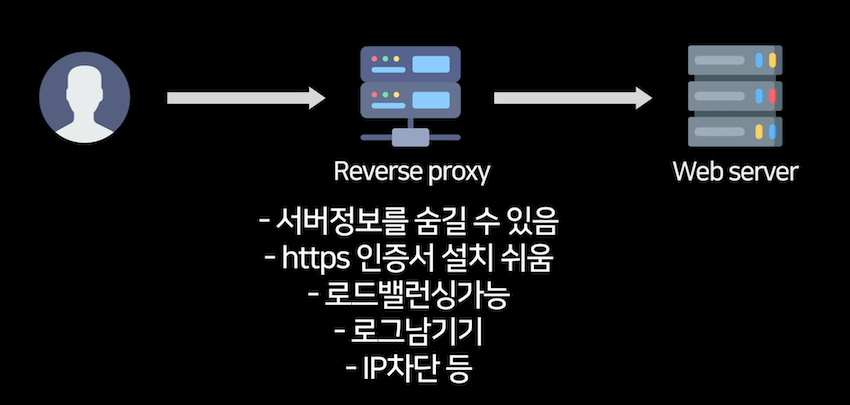 Reverse proxy
Web server
- 서버정보를 숨길 수 있음
- https 인증서 설치 쉬움
- 로드밸런싱가능
- 로그남기기
- IP차단 등